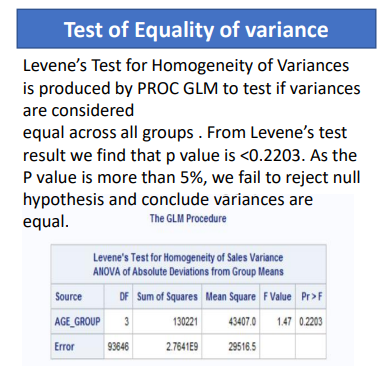 Test of Equality of variance
Levene's Test for Homogeneity of Variances
is produced by PROC GLM to test if variances
are considered
equal across all groups . From Levene's test
result we find that p value is <0.2203. As the
P value is more than 5%, we fail to reject null
hypothesis and conclude variances are
equal.
The GLM Procedure
Levene's Test for Homogeneity of Sales Variance
ANOVA of Absolute Deviations from Group Means
Source DF Sum of Squares Mean Square F Value Pr > F
AGE_GROUP 3 130221 43407.0 1.47 0.2203
Error 93646 2.7641E9 29516.5